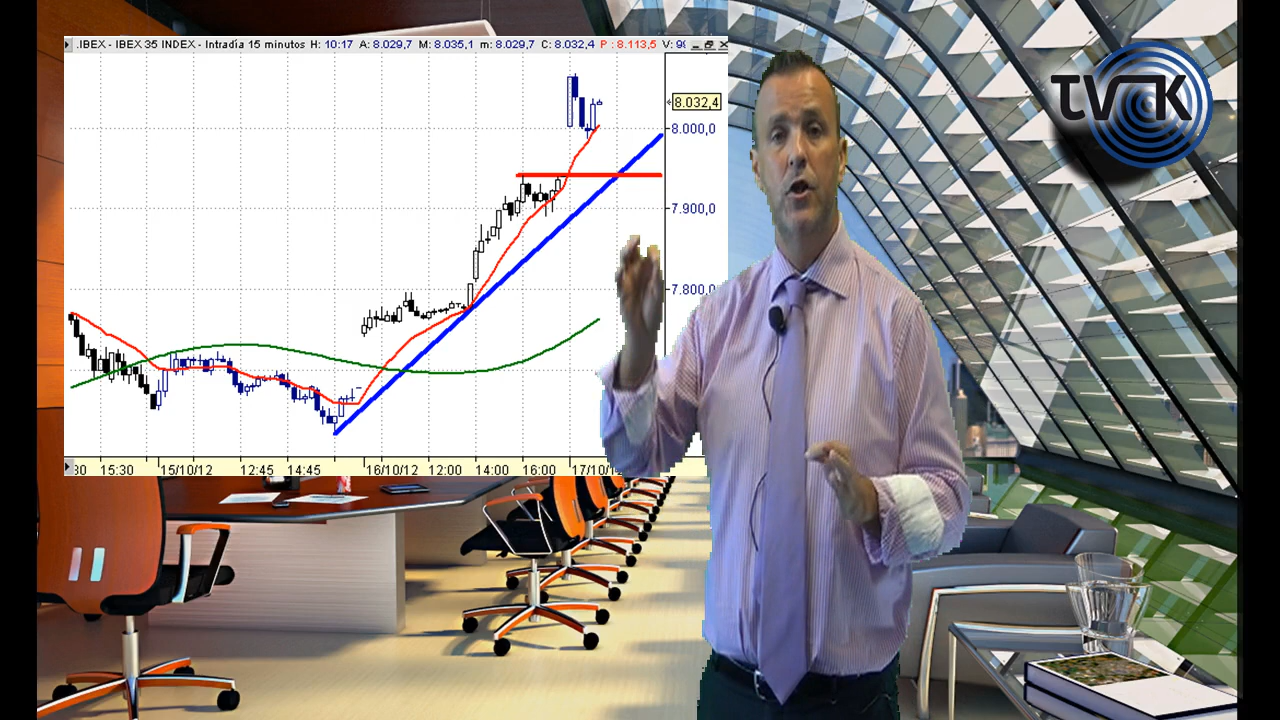 .IBEX - IBEX 35 INDEX - Intradía 15 minutos H: 10:17 A: 8.029,7 M: 8.035,1 m: 8.029,7 C: 8.032,4 P : 8.113,5 V:
TVK
8.032,4
8.000,0
7.900,0
7.800,0
15:30 15/10/12 12:45 14:45 16/10/12 12:00 14:00 16:00 17/10/